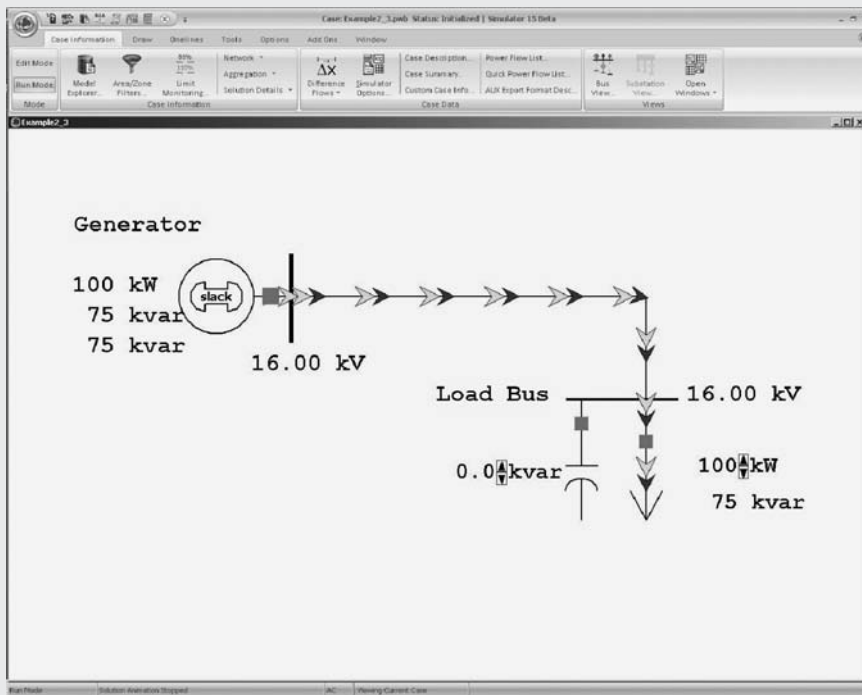 Case: Example2_3.pwb Status: Initialized | Simulator 15 Beta
Case Information Draw Onelines Tools Options Add Ons Window
Edit Mode
Run Mode
Mode
Model Explorer...
Area/Zone Filters...
Limit Monitoring...
Network
Aggregation
Solution Details
Case Information
Difference Flows
Simulator Options...
Case Description...
Case Summary...
Custom Case Info...
Power Flow List...
Quick Power Flow List...
AUX Export Format Desc...
Case Data
Bus View...
Substation View...
Open Windows
Views
Example2_3
Generator
100 kW
slack
75 kvar
75 kvar
16.00 kV
Load Bus
16.00 kV
0.0 kvar
100 kW
75 kvar
Run Mode
Solution Animation Stopped
AC
Viewing Current Case